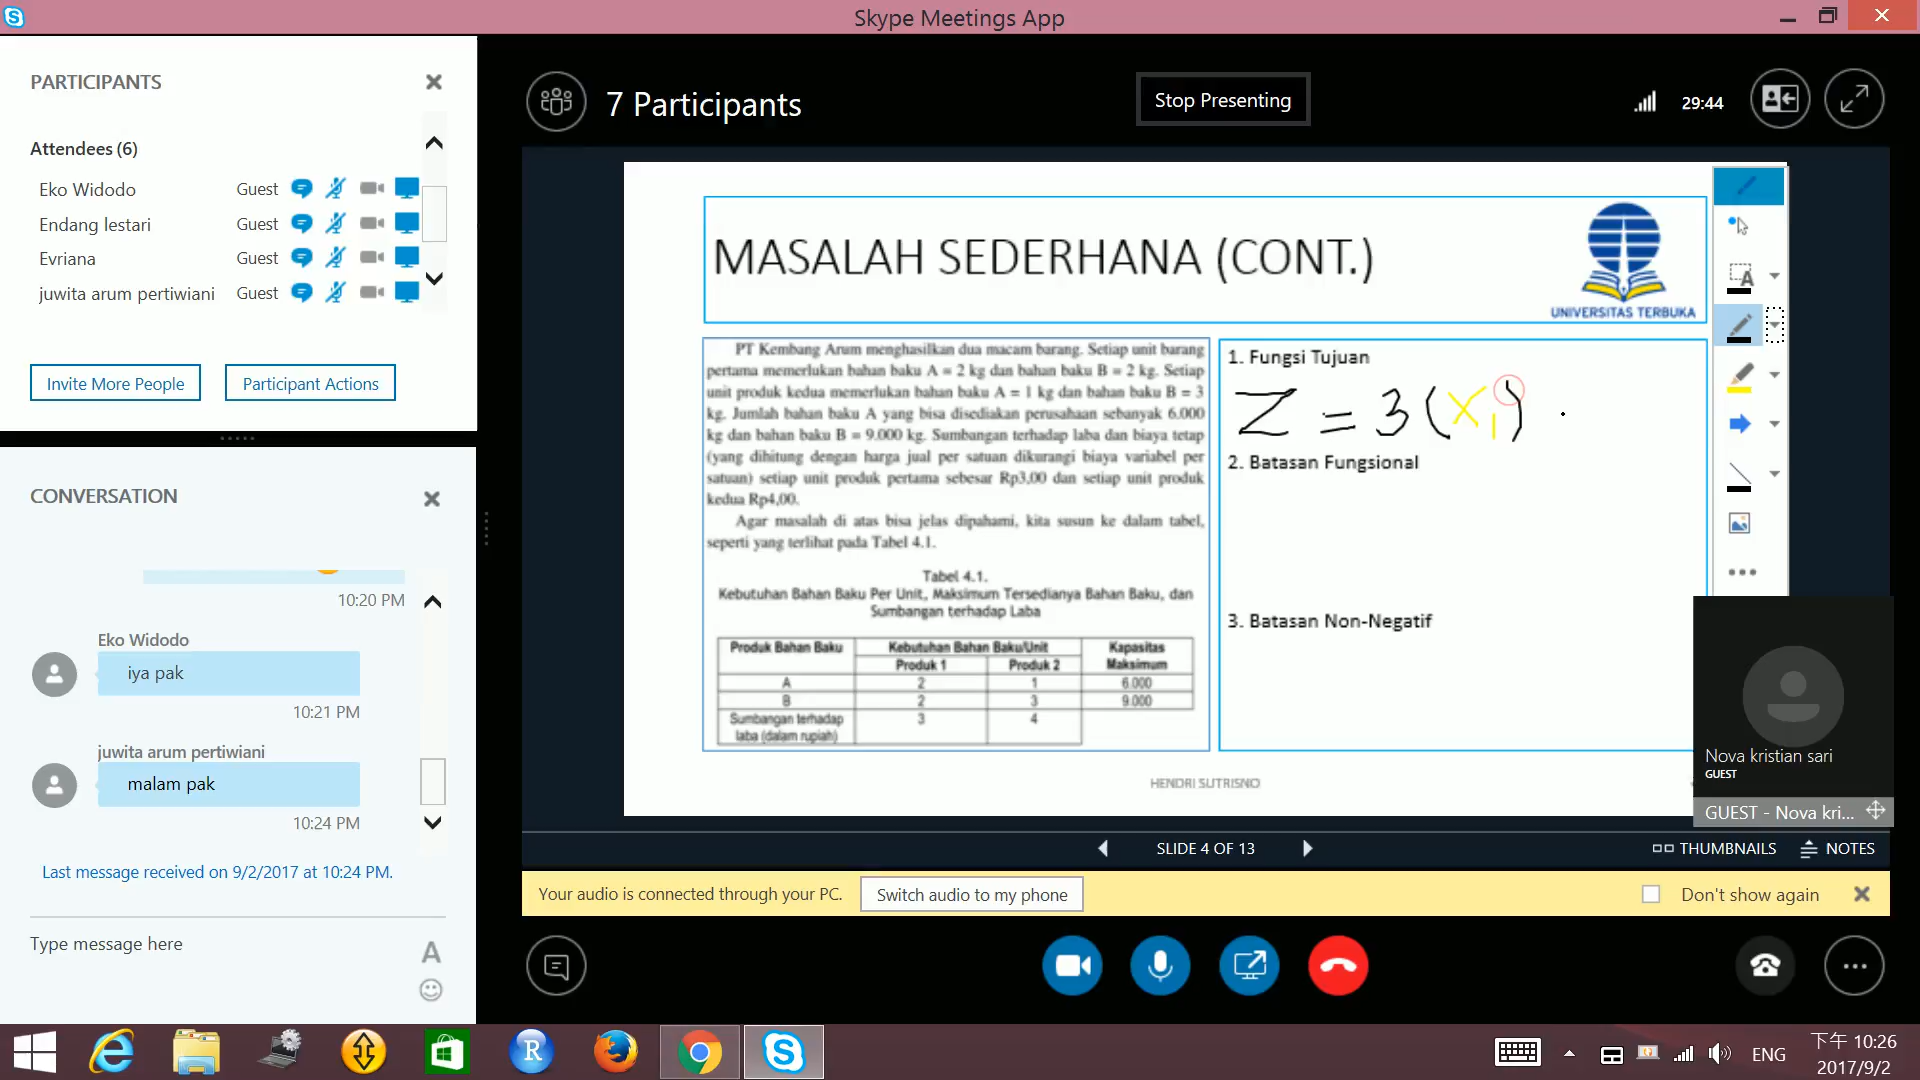 Skype Meetings App
PARTICIPANTS
Attendees (6)
Eko Widodo Guest
Endang lestari Guest
Evriana Guest
juwita arum pertiwiani Guest
Invite More People
Participant Actions
CONVERSATION
10:20 PM
Eko Widodo
iya pak
10:21 PM
juwita arum pertiwiani
malam pak
10:24 PM
Last message received on 9/2/2017 at 10:24 PM.
Type message here
A
7 Participants
Stop Presenting
29:44
MASALAH SEDERHANA (CONT.)
UNIVERSITAS TERBUKA
PT Kembang Arum menghasilkan dua macam barang. Setiap unit barang
pertama memerlukan bahan baku A = 2 kg dan bahan baku B = 2 kg. Setiap
unit produk kedua memerlukan bahan baku A = 1 kg dan bahan baku B = 3
kg. Jumlah bahan baku A yang bisa disediakan perusahaan sebanyak 6.000
kg dan bahan baku B = 9.000 kg. Sumbangan terhadap laba dan biaya tetap
(yang dihitung dengan harga jual per satuan dikurangi biaya variabel per
satuan) setiap unit produk pertama sebesar Rp3,00 dan setiap unit produk
kedua Rp4,00.
Agar masalah di atas bisa jelas dipahami, kita susun ke dalam tabel,
seperti yang terlihat pada Tabel 4.1.
Tabel 4.1.
Kebutuhan Bahan Baku Per Unit, Maksimum Tersedianya Bahan Baku, dan
Sumbangan terhadap Laba
Produk Bahan Baku Kebutuhan Bahan Baku/Unit Kapasitas
Produk 1 Produk 2 Maksimum
A 2 1 6.000
B 2 3 9.000
Sumbangan terhadap 3 4
laba (dalam rupiah)
1. Fungsi Tujuan
Z = 3(X₁)
2. Batasan Fungsional
3. Batasan Non-Negatif
HENDRI SUTRISNO
A
Nova kristian sari
GUEST
GUEST - Nova kri...
SLIDE 4 OF 13
THUMBNAILS
NOTES
Your audio is connected through your PC.
Switch audio to my phone
Don't show again
ENG
下午 10:26
2017/9/2